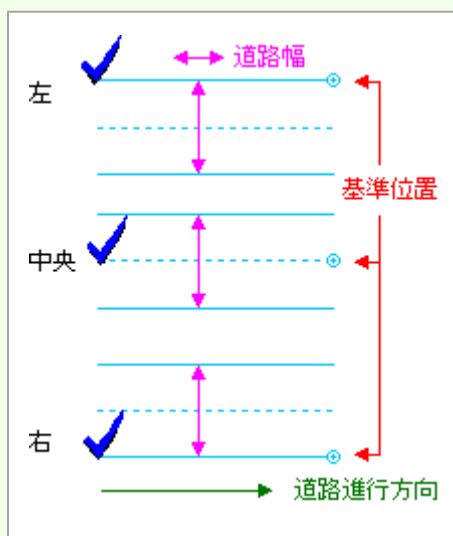 道路幅
左
基準位置
中央
右
道路進行方向